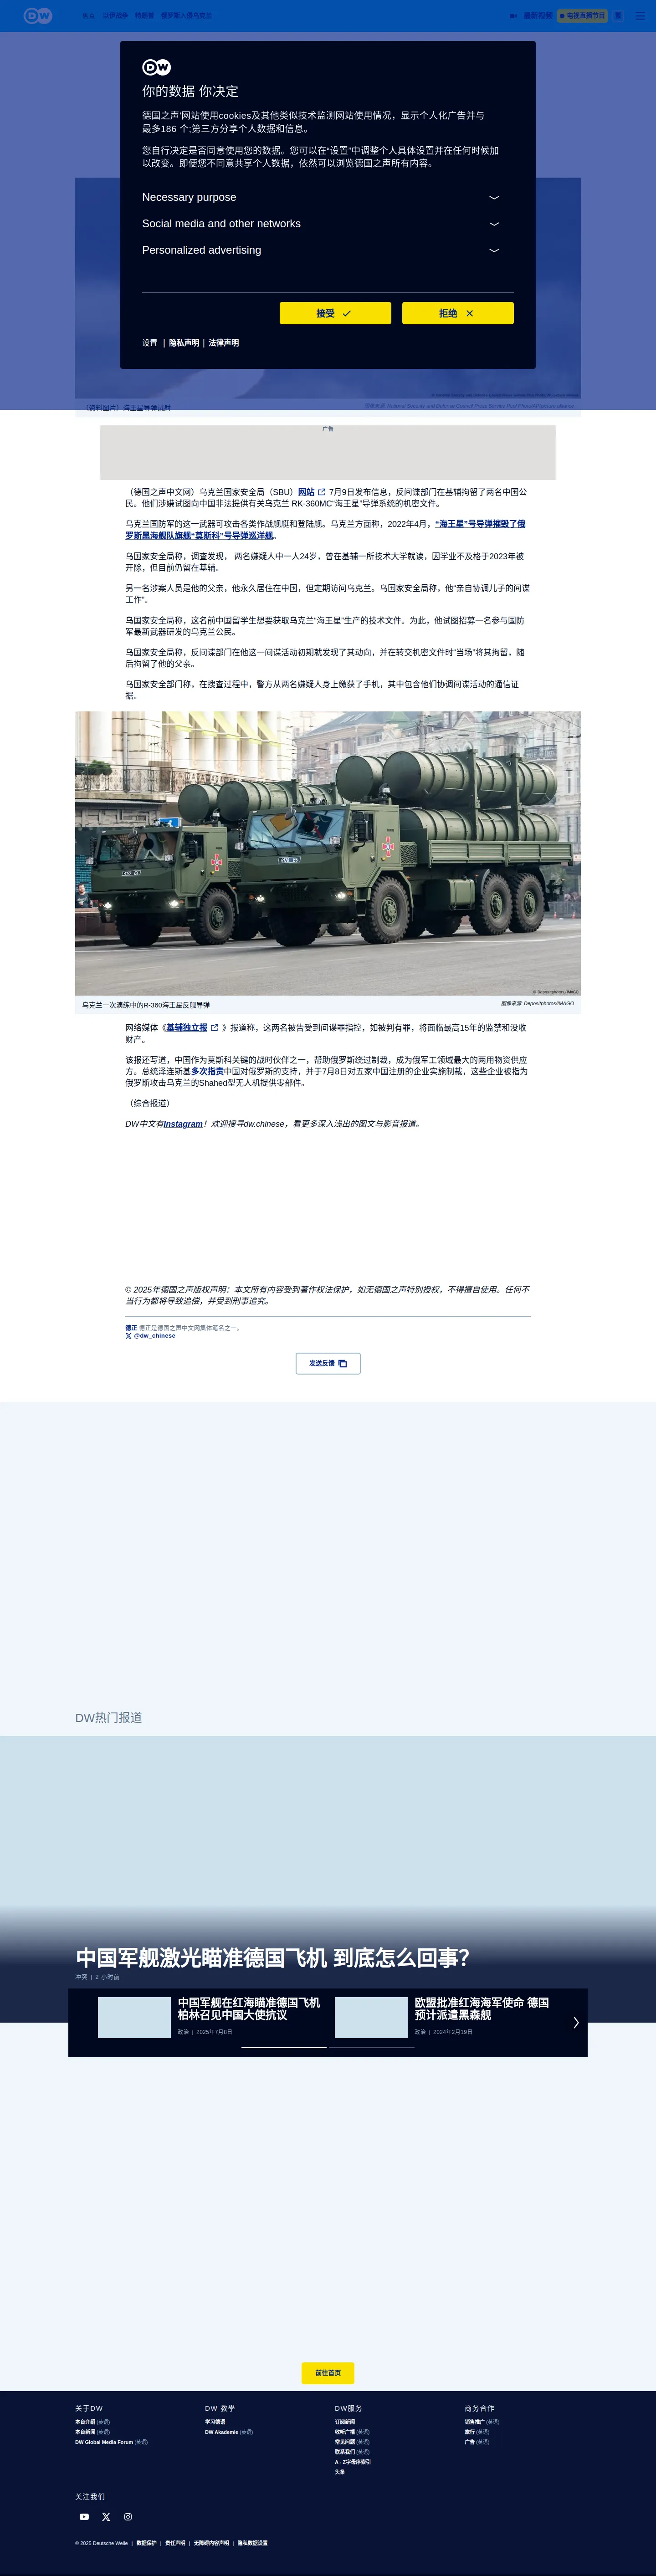 DW
最新视频
电视直播节目
DW
你的数据 你决定
德国之声'网站使用cookies及其他类似技术监测网站使用情况，显示个人化广告并与
最多186 个;第三方分享个人数据和信息。
您自行决定是否同意使用您的数据。您可以在"设置"中调整个人具体设置并在任何时候加
以改变。即便您不同意共享个人数据，依然可以浏览德国之声所有内容。
Necessary purpose
Social media and other networks
Personalized advertising
接受
拒绝
设置 | 隐私声明 | 法律声明
（资料图片）海王星导弹试射
广告
（德国之声中文网）乌克兰国家安全局（SBU）网站 7月9日发布信息，反间谍部门在基辅拘留了两名中国公
民。他们涉嫌试图向中国非法提供有关乌克兰 RK-360MC"海王星"导弹系统的机密文件。
乌克兰国防军的这一武器可攻击各类作战舰艇和登陆舰。乌克兰方面称，2022年4月，"海王星"号导弹摧毁了俄
罗斯黑海舰队旗舰"莫斯科"号导弹巡洋舰。
乌克兰国家安全局称，调查发现， 两名嫌疑人中一人24岁，曾在基辅一所技术大学就读，因学业不及格于2023年被
开除，但目前仍留在基辅。
另一名涉案人员是他的父亲，他永久居住在中国，但定期访问乌克兰。乌克兰国家安全局称，他"亲自协调儿子的间谍
工作"。
乌克兰国家安全局称，这名前中国留学生想要获取乌克兰"海王星"生产的技术文件。为此，他试图招募一名参与国防
军最新武器研发的乌克兰公民。
乌克兰国家安全局称，反间谍部门在他这一间谍活动初期就发现了其动向，并在转交机密文件时"当场"将其拘留，随
后拘留了他的父亲。
乌克兰国家安全部门称，在搜查过程中，警方从两名嫌疑人身上缴获了手机，其中包含他们协调间谍活动的通信证
据。
© Depositphotos/IMAGO
乌克兰一次演练中的R-360海王星反舰导弹
图像来源: Depositphotos/IMAGO
网络媒体《基辅独立报 》报道称，这两名被告受到间谍罪指控，如被判有罪，将面临最高15年的监禁和没收
财产。
该报还写道，中国作为莫斯科关键的战时伙伴之一，帮助俄罗斯绕过制裁，成为俄军工领域最大的两用物资供应
方。总统泽连斯基多次指责中国对俄罗斯的支持，并于7月8日对五家中国注册的企业实施制裁，这些企业被指为
俄罗斯攻击乌克兰的Shahed型无人机提供零部件。
（综合报道）
DW中文有Instagram！欢迎搜寻dw.chinese，看更多深入浅出的图文与影音报道。
© 2025年德国之声版权声明：本文所有内容受到著作权法保护，如无德国之声特别授权，不得擅自使用。任何不
当行为都将导致追偿，并受到刑事追究。
德正 德正是德国之声中文网集体笔名之一。
@dw_chinese
发送反馈
DW热门报道
中国军舰激光瞄准德国飞机 到底怎么回事？
冲突 | 2 小时前
中国军舰在红海瞄准德国飞机
柏林召见中国大使抗议
政治 | 2025年7月8日
欧盟批准红海海军使命 德国
预计派遣黑森舰
政治 | 2024年2月19日
前往首页
关于DW
本台介绍 (英语)
本台新闻 (英语)
DW Global Media Forum (英语)
DW 教學
学习德语
DW Akademie (英语)
DW服务
订阅新闻
收听广播 (英语)
常见问题 (英语)
联系我们 (英语)
A - Z字母序索引
头条
商务合作
销售推广 (英语)
旅行 (英语)
广告 (英语)
关注我们
© 2025 Deutsche Welle | 数据保护 | 责任声明 | 无障碍内容声明 | 隐私数据设置